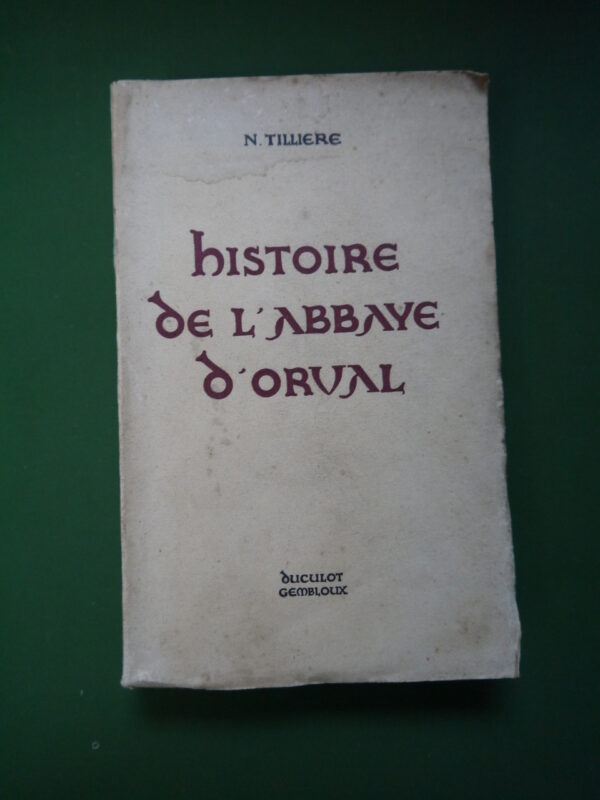 N. TILLIERE
hISTOIRE
DE L'ABBAYE
D'ORVAL
DUCULOT
GEMBLOUX